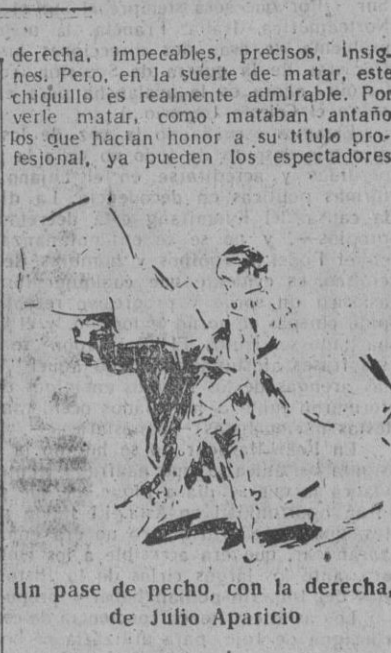 derecha, impecables, precisos, insig-
nes. Pero, en la suerte de matar, este
chiquillo es realmente admirable. Por
verle matar, como mataban antaño
los que hacian honor a su titulo pro-
fesional, ya pueden los espectadores
Un pase de pecho, con la derecha,
de Julio Aparicio